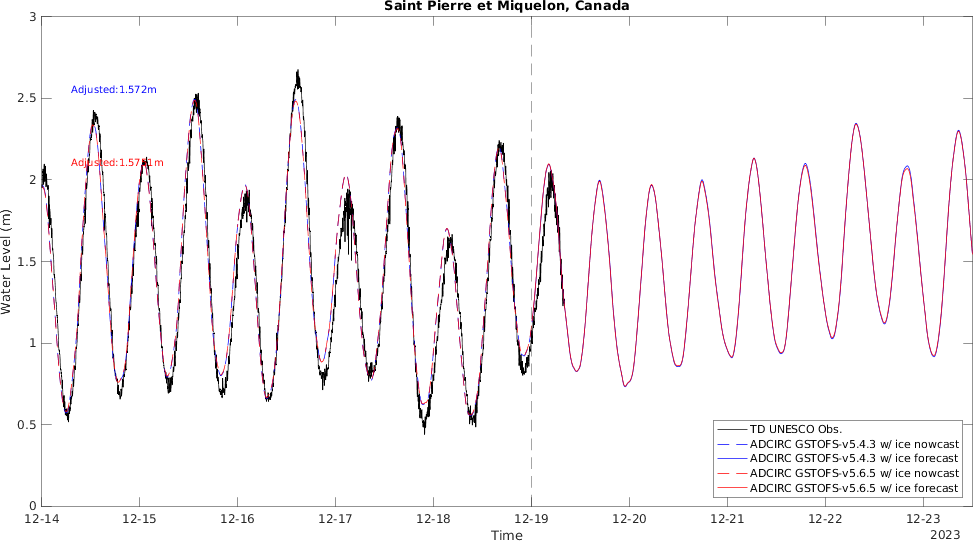 Saint Pierre et Miquelon, Canada
3
2.5
2
1.5
1
0.5
0
Water Level (m)
Adjusted:1.572m
12-14
12-15
12-16
12-17
12-18
12-19
12-20
12-21
12-22
12-23
Time
2023
TD UNESCO Obs.
ADCIRC GSTOFS-v5.4.3 w/ ice nowcast
ADCIRC GSTOFS-v5.4.3 w/ ice forecast
ADCIRC GSTOFS-v5.6.5 w/ ice nowcast
ADCIRC GSTOFS-v5.6.5 w/ ice forecast